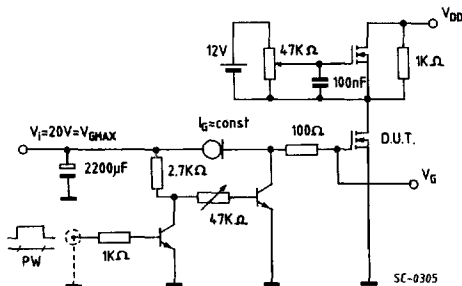 V_DD
12V
47KΩ
1KΩ
100nF
V_i=20V=V_GMAX
I_G=const
100Ω
D.U.T.
2200μF
2.7KΩ
V_G
47KΩ
PW
1KΩ
SC-0305